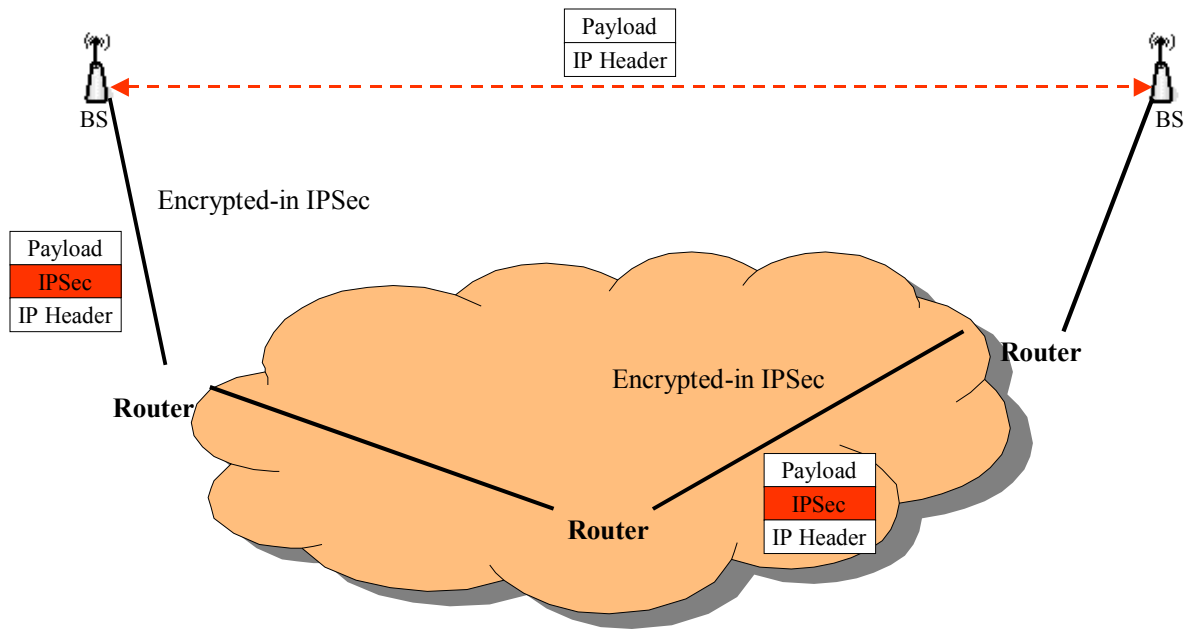 Payload
IP Header
BS
BS
Encrypted-in IPSec
Payload
IPSec
IP Header
Router
Encrypted-in IPSec
Router
Payload
IPSec
IP Header
Router